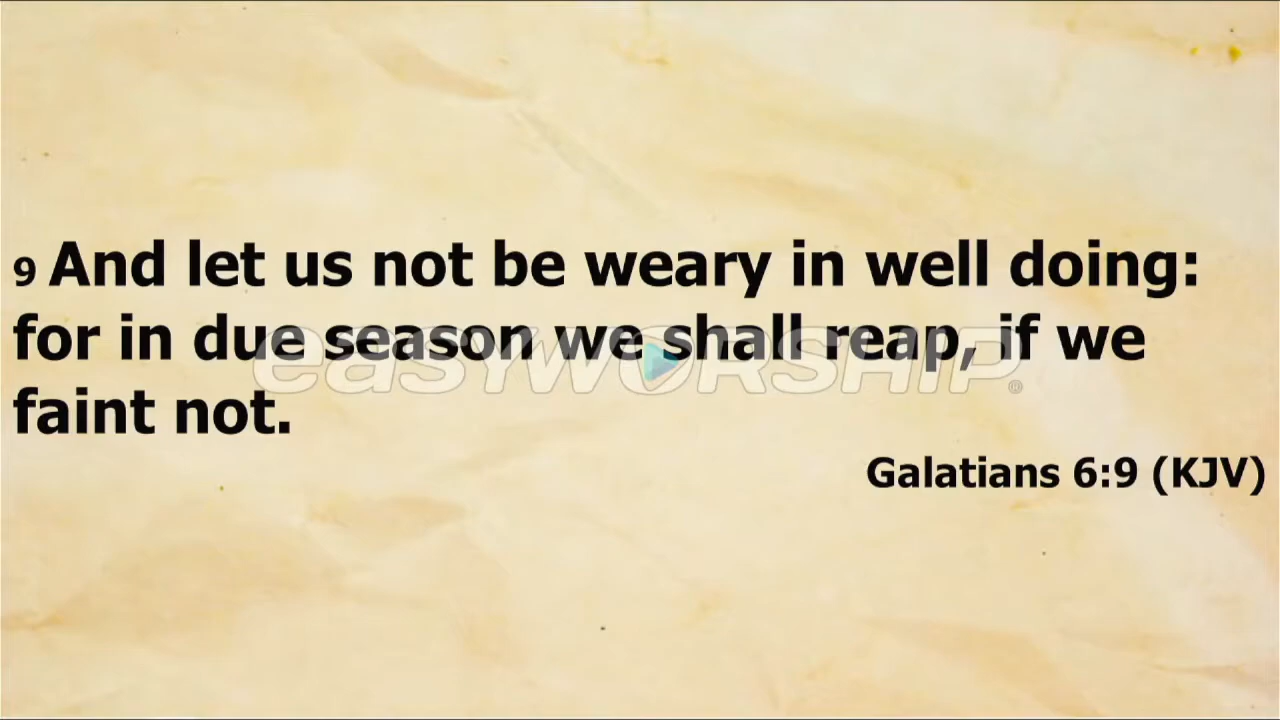 9 And let us not be weary in well doing:
for in due season we shall reap, if we
easyworship®
faint not.
Galatians 6:9 (KJV)